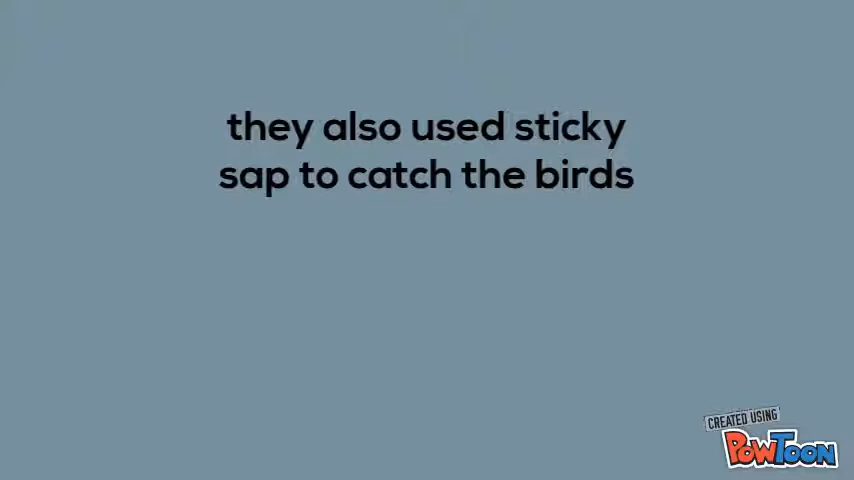 they also used sticky
sap to catch the birds
CREATED USING
POWTOON